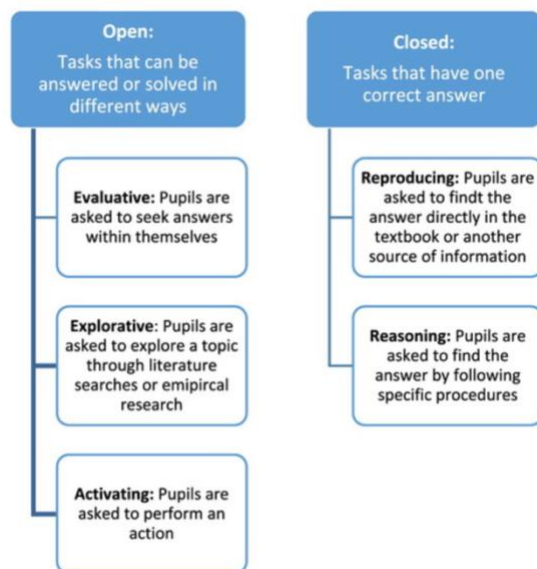 Open:
Tasks that can be
answered or solved in
different ways
Evaluative: Pupils are
asked to seek answers
within themselves
Explorative: Pupils are
asked to explore a topic
through literature
searches or emipircal
research
Activating: Pupils are
asked to perform an
action
Closed:
Tasks that have one
correct answer
Reproducing: Pupils are
asked to findt the
answer directly in the
textbook or another
source of information
Reasoning: Pupils are
asked to find the
answer by following
specific procedures